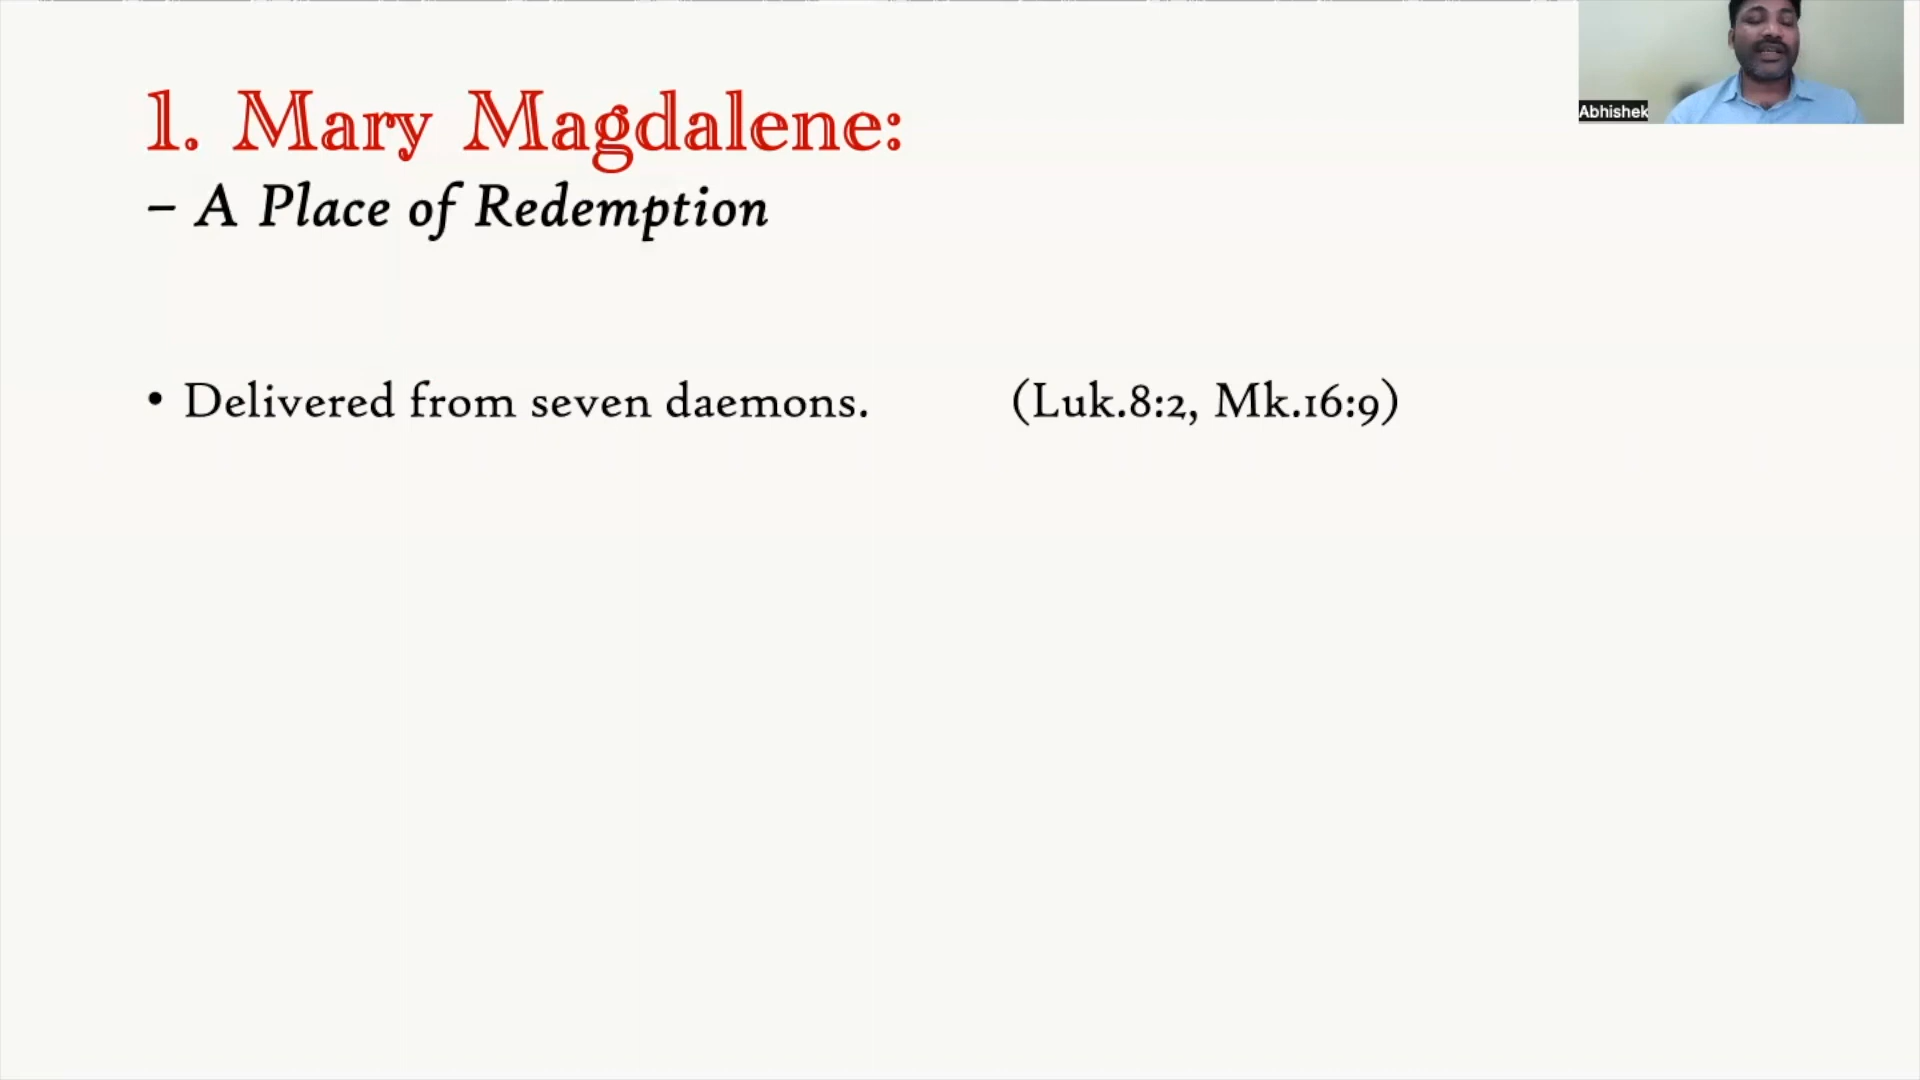 1. Mary Magdalene:
– A Place of Redemption
• Delivered from seven daemons. (Luk.8:2, Mk.16:9)
Abhishek